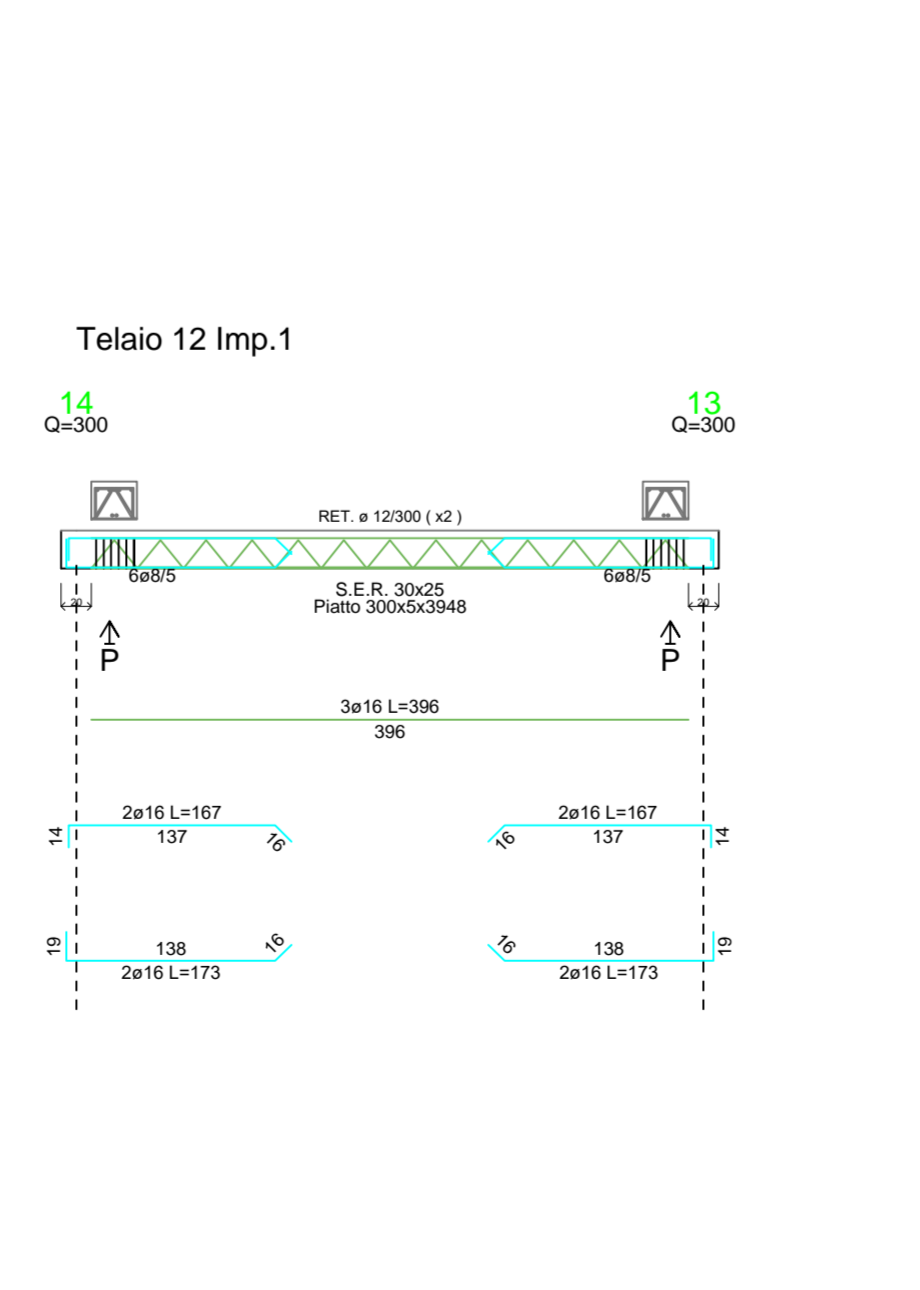 Telaio 12 Imp.1
14
Q=300
13
Q=300
RET. ø 12/300 ( x2 )
6ø8/5
6ø8/5
S.E.R. 30x25
Piatto 300x5x3948
20
20
P
P
3ø16 L=396
396
2ø16 L=167
14
137
16
2ø16 L=167
16
137
14
19
138
16
2ø16 L=173
16
138
19
2ø16 L=173